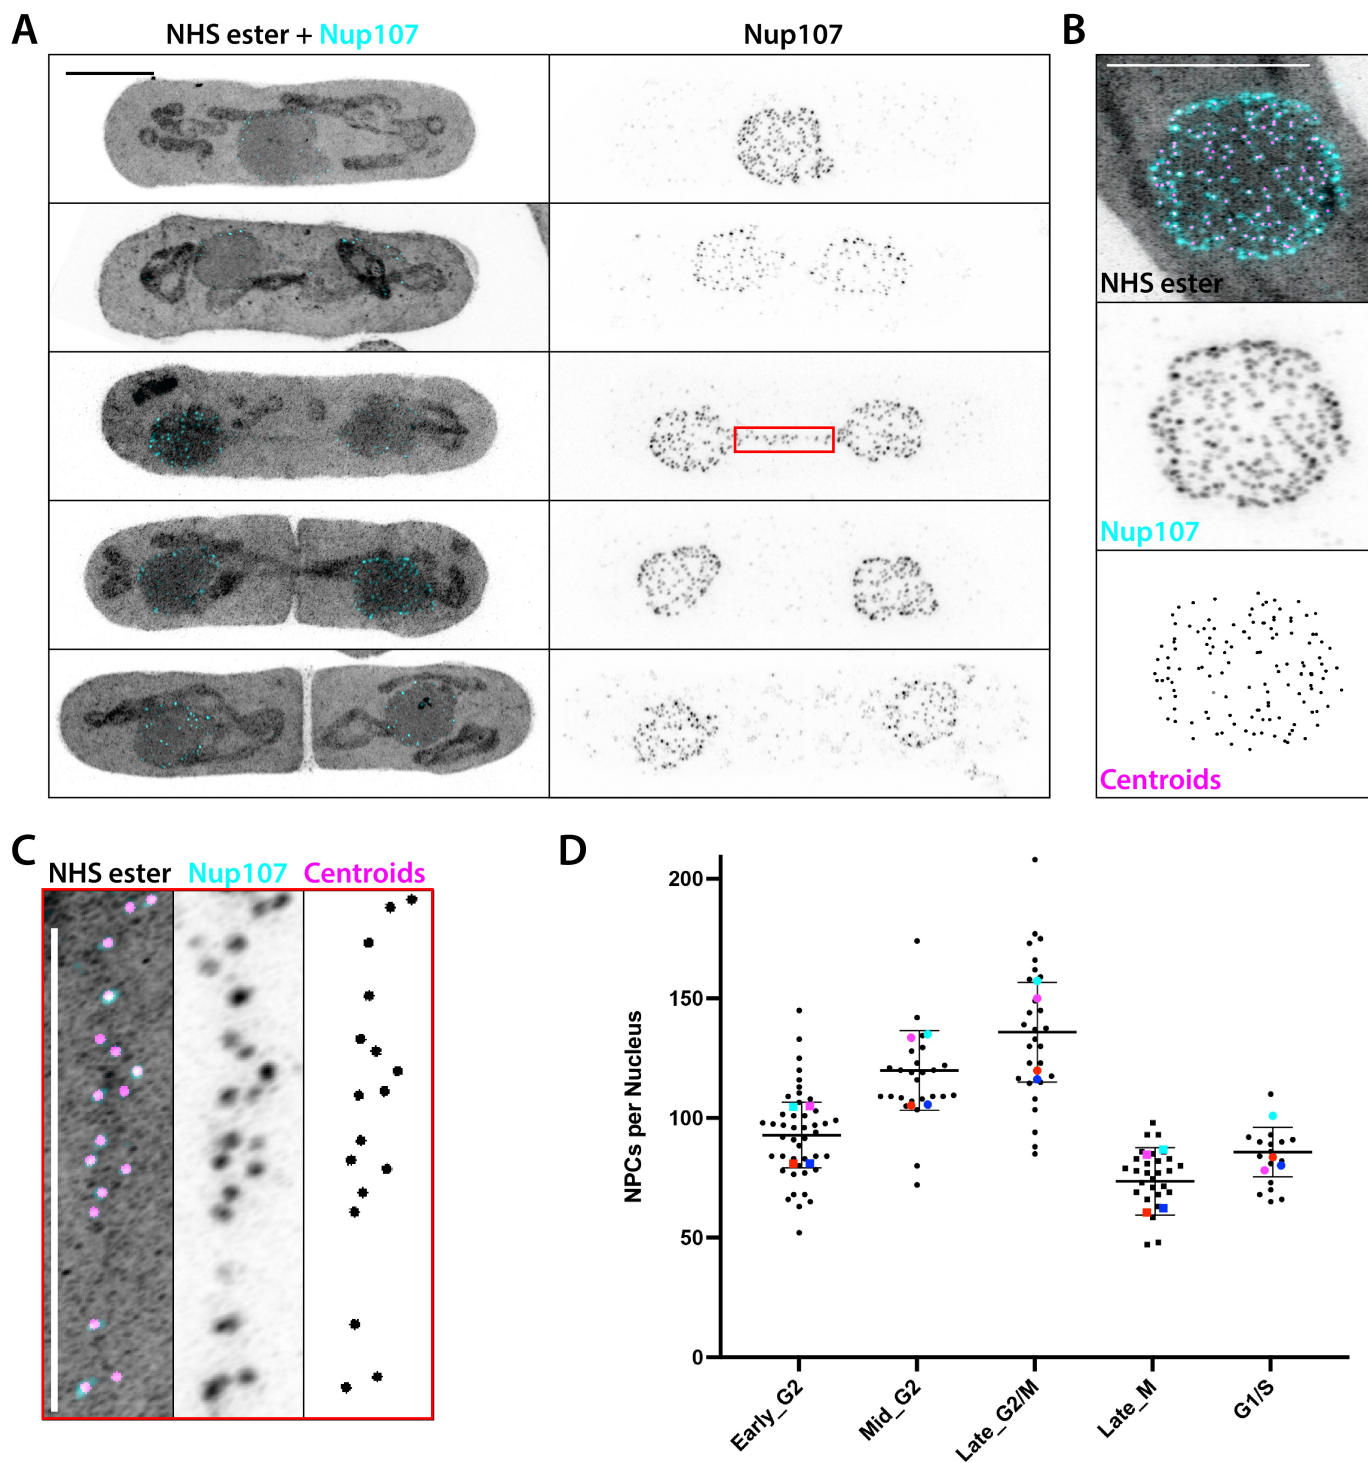 A
NHS ester + Nup107
Nup107
B
NHS ester
Nup107
Centroids
C
NHS ester Nup107 Centroids
D
NPCs per Nucleus
200
150
100
50
0
Early_G2
Mid_G2
Late_G2/M
Late_M
G1/S